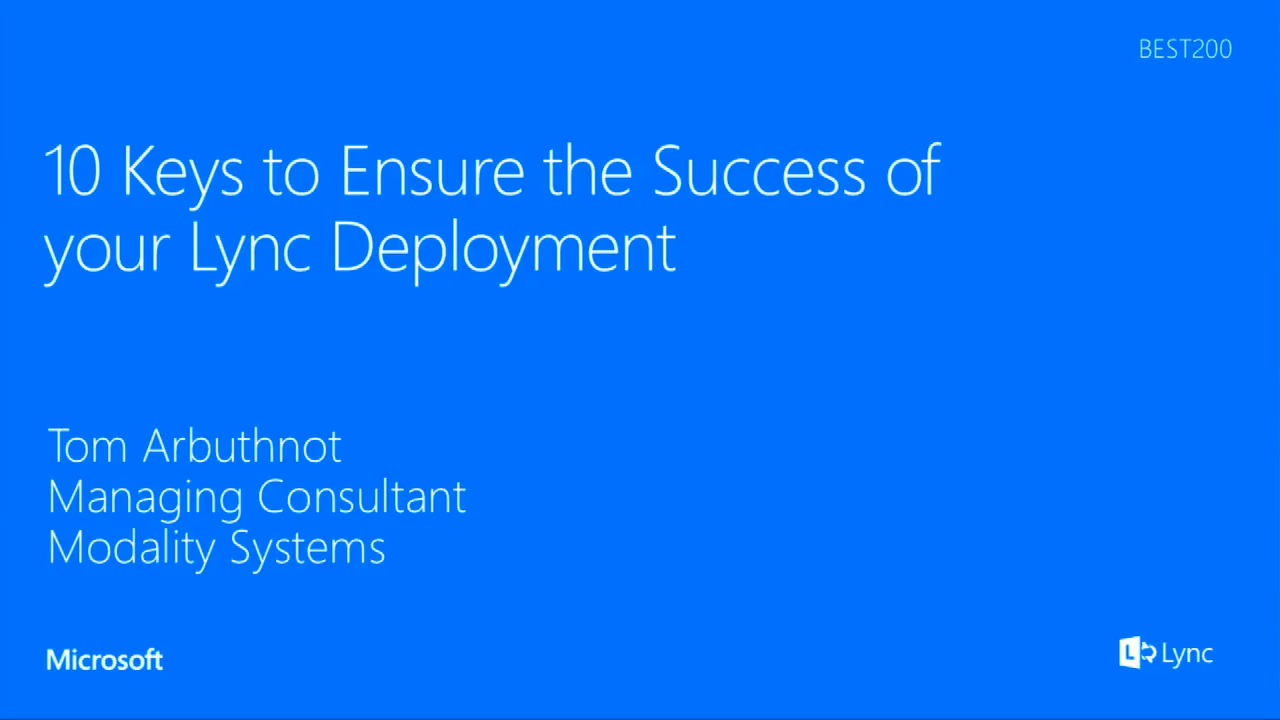 BEST200
10 Keys to Ensure the Success of
your Lync Deployment
Tom Arbuthnot
Managing Consultant
Modality Systems
Microsoft
Lync